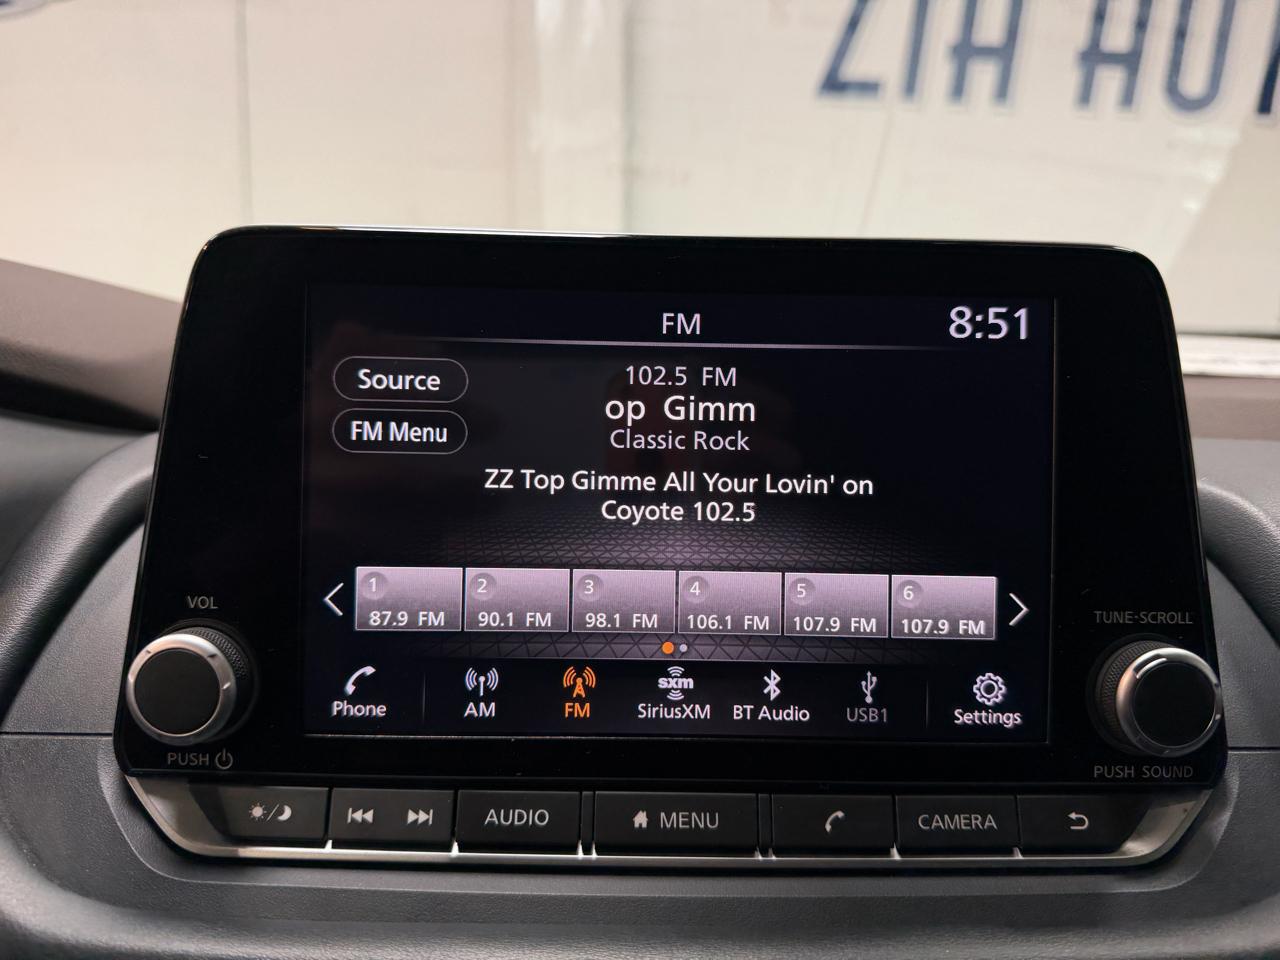 ZIA AU
FM
8:51
Source
102.5 FM
op Gimm
FM Menu
Classic Rock
ZZ Top Gimme All Your Lovin' on
Coyote 102.5
1
87.9 FM
2
90.1 FM
3
98.1 FM
4
106.1 FM
5
107.9 FM
6
107.9 FM
VOL
TUNE-SCROLL
Phone
AM
FM
sxm
SiriusXM
BT Audio
USB1
Settings
PUSH
PUSH SOUND
AUDIO
MENU
CAMERA